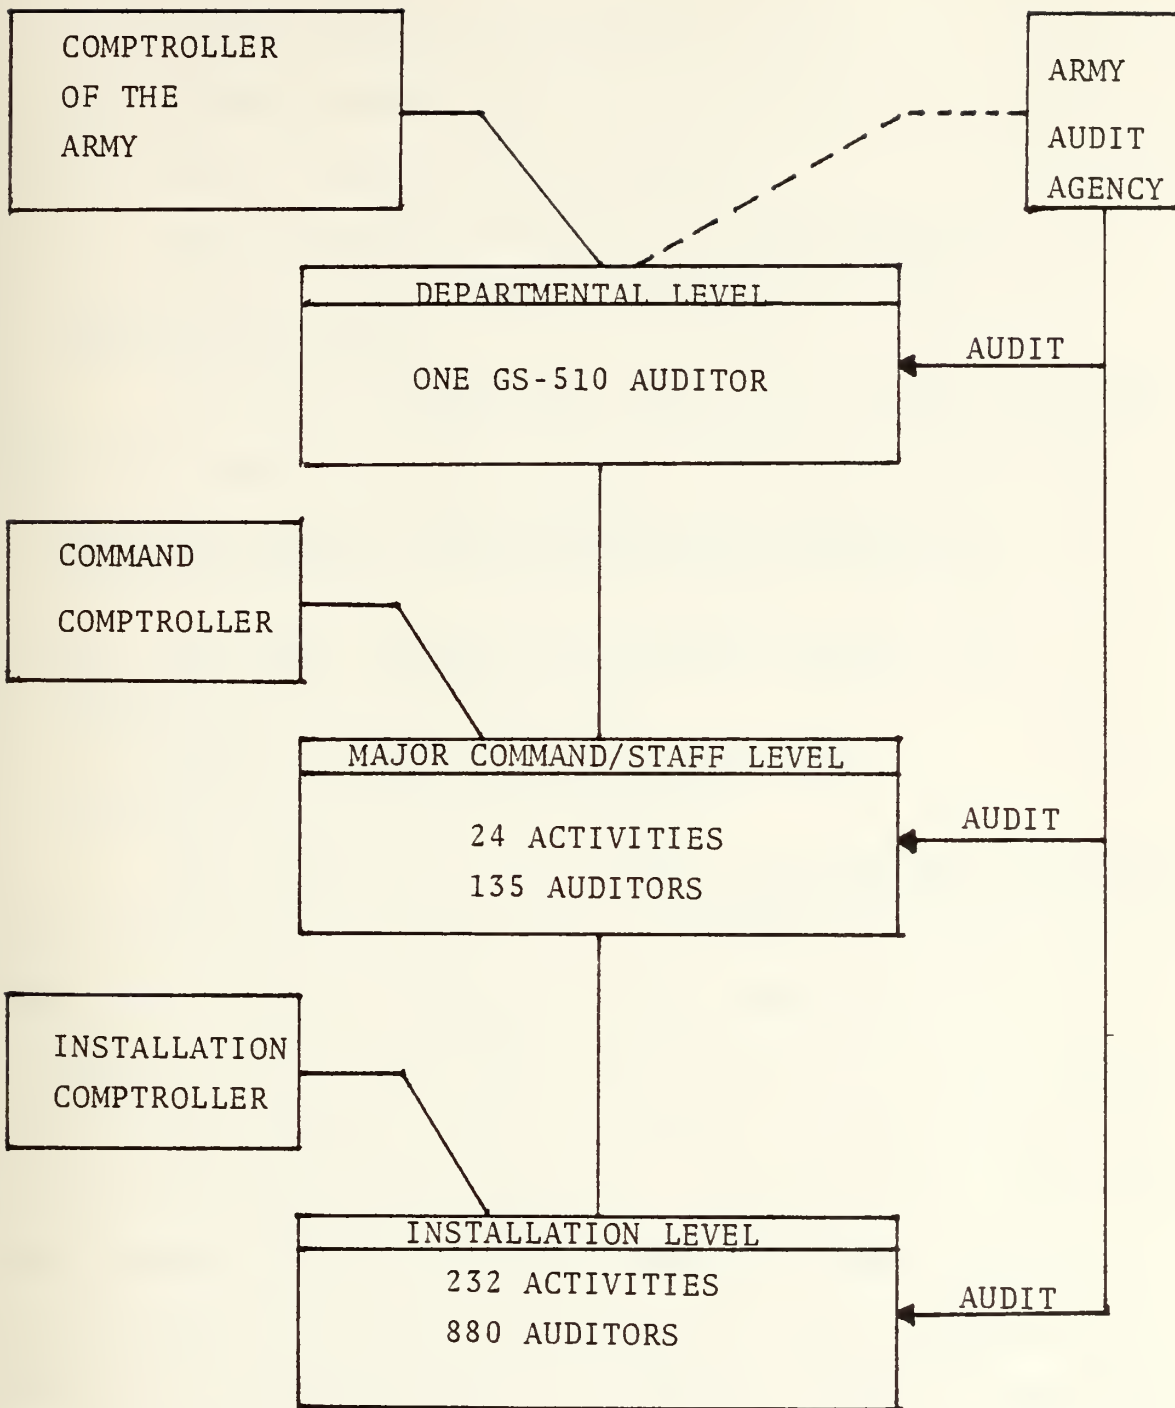 COMPTROLLER
OF THE
ARMY
ARMY
AUDIT
AGENCY
DEPARTMENTAL LEVEL
ONE GS-510 AUDITOR
AUDIT
COMMAND
COMPTROLLER
MAJOR COMMAND/STAFF LEVEL
24 ACTIVITIES
135 AUDITORS
AUDIT
INSTALLATION
COMPTROLLER
INSTALLATION LEVEL
232 ACTIVITIES
880 AUDITORS
AUDIT